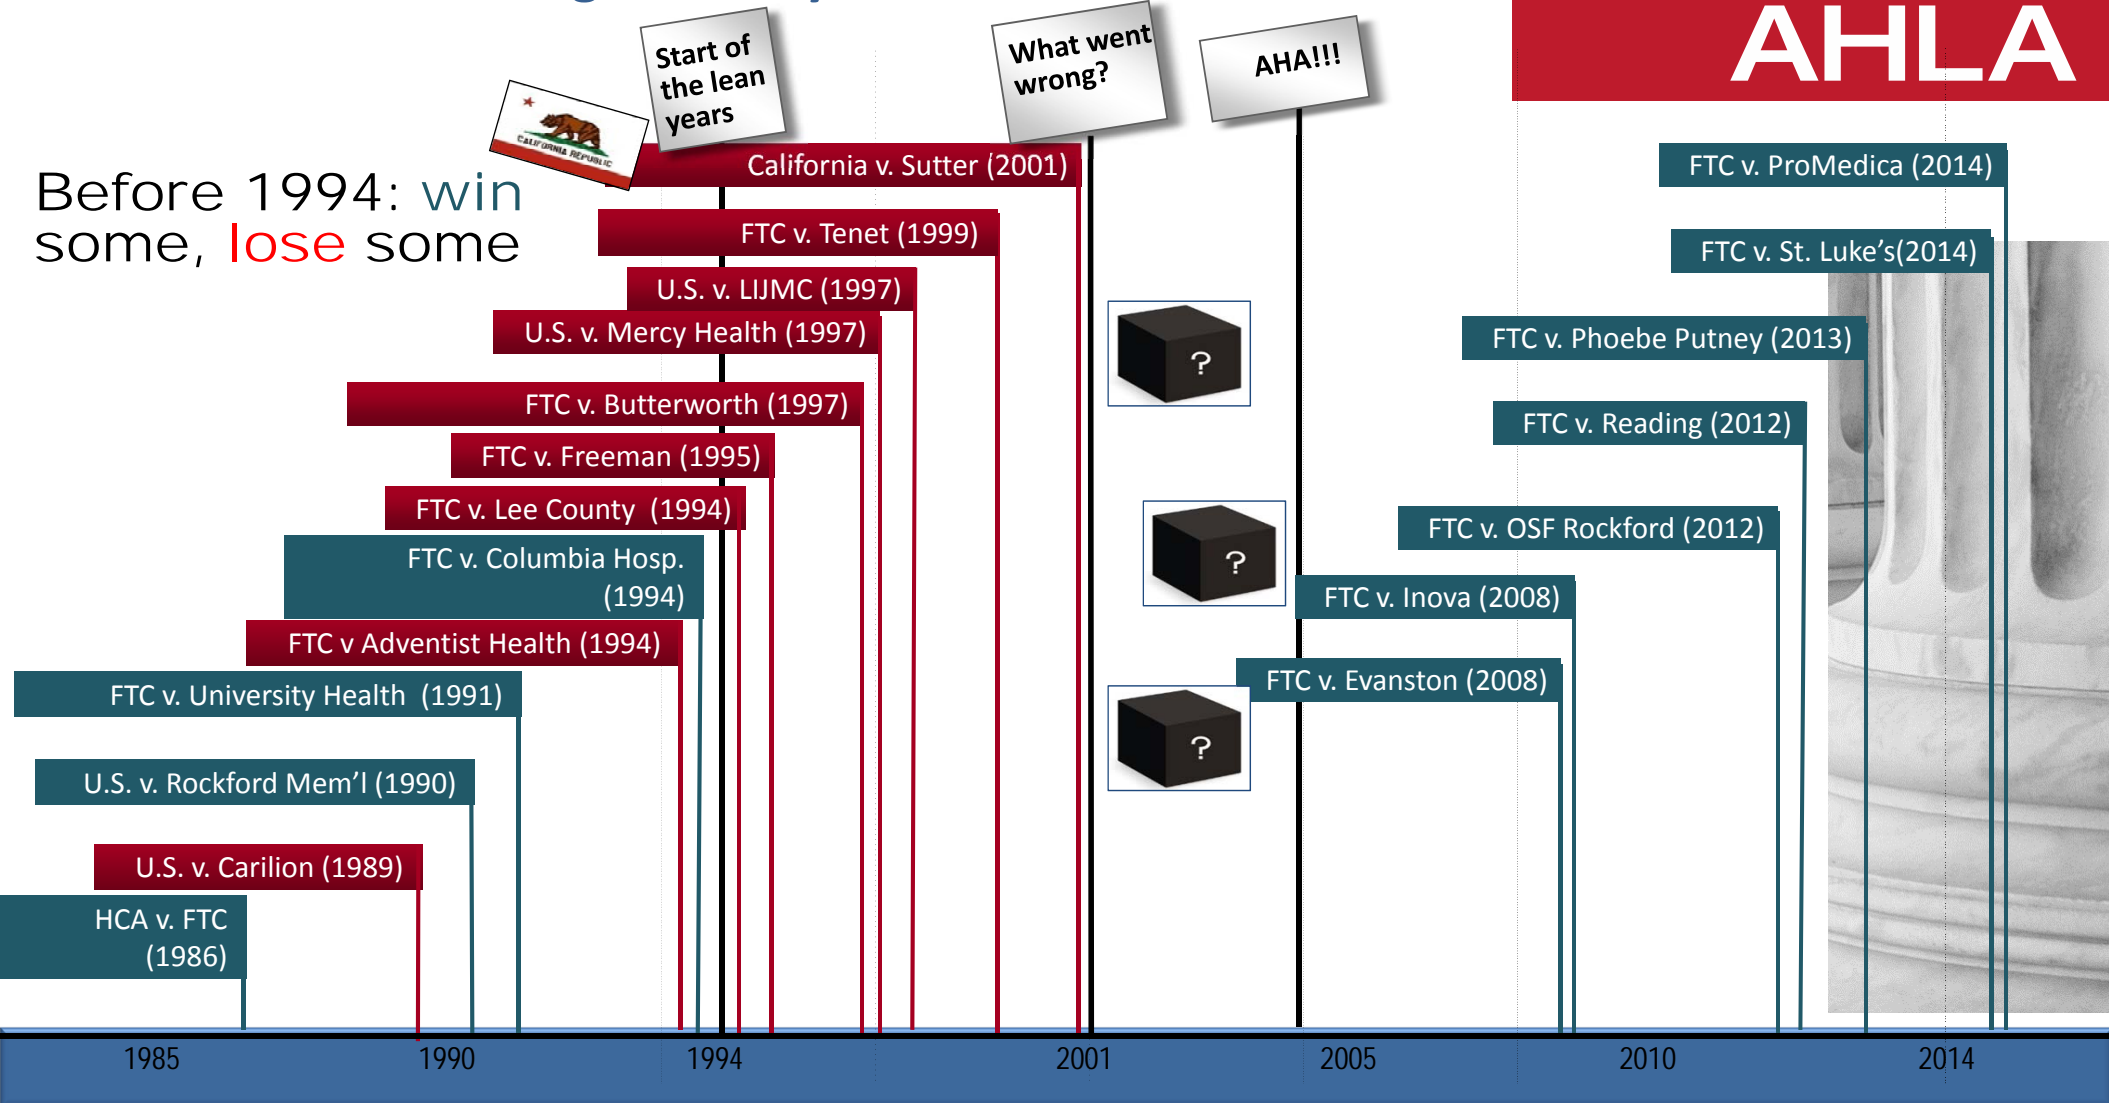 AHLA
Start of
the lean
years
What went
wrong?
AHA!!!
CALIFORNIA REPUBLIC
Before 1994: win
some, lose some
California v. Sutter (2001)
FTC v. Tenet (1999)
U.S. v. LIJMC (1997)
U.S. v. Mercy Health (1997)
FTC v. Butterworth (1997)
FTC v. Freeman (1995)
FTC v. Lee County (1994)
FTC v. Columbia Hosp.
(1994)
FTC v Adventist Health (1994)
FTC v. University Health (1991)
U.S. v. Rockford Mem’l (1990)
U.S. v. Carilion (1989)
HCA v. FTC
(1986)
?
?
?
FTC v. ProMedica (2014)
FTC v. St. Luke’s(2014)
FTC v. Phoebe Putney (2013)
FTC v. Reading (2012)
FTC v. OSF Rockford (2012)
FTC v. Inova (2008)
FTC v. Evanston (2008)
1985 1990 1994 2001 2005 2010 2014